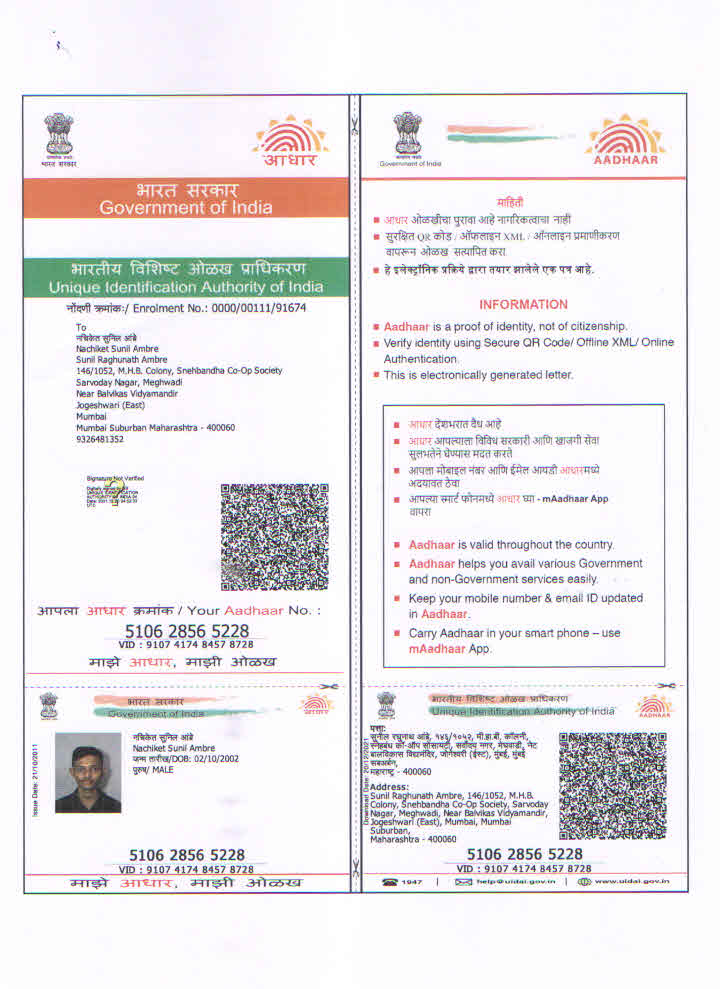 भारत सरकार
आधार
भारत सरकार
Government of India
भारतीय विशिष्ट ओळख प्राधिकरण
Unique Identification Authority of India
नोंदणी क्रमांक:/ Enrolment No.: 0000/00111/91674
To
नचिकेत सुनिल आंब्रे
Nachiket Sunil Ambre
Sunil Raghunath Ambre
146/1052, M.H.B. Colony, Snehbandha Co-Op Society
Sarvoday Nagar, Meghwadi
Near Balvikas Vidyamandir
Jogeshwari (East)
Mumbai
Mumbai Suburban Maharashtra - 400060
9326481352
Signature Not Verified
आपला आधार क्रमांक / Your Aadhaar No. :
5106 2856 5228
VID : 9107 4174 8457 8728
माझे आधार, माझी ओळख
Government of India
AADHAAR
माहिती
आधार ओळखीचा पुरावा आहे नागरिकत्वाचा नाही
सुरक्षित QR कोड / ऑफलाइन XML / ऑनलाइन प्रमाणीकरण
वापरून ओळख सत्यापित करा
हे इलेक्ट्रॉनिक प्रक्रिये द्वारा तयार झालेले एक पत्र आहे.
INFORMATION
Aadhaar is a proof of identity, not of citizenship.
Verify identity using Secure QR Code/ Offline XML/ Online
Authentication.
This is electronically generated letter.
आधार देशभरात वैध आहे
आधार आपल्याला विविध सरकारी आणि खाजगी सेवा
सुलभतेने घेण्यास मदत करते
आपला मोबाइल नंबर आणि ईमेल आयडी आधारमध्ये
अदयावत ठेवा
आपल्या स्मार्ट फोनमध्ये आधार घ्या - mAadhaar App
वापरा
Aadhaar is valid throughout the country.
Aadhaar helps you avail various Government
and non-Government services easily.
Keep your mobile number & email ID updated
in Aadhaar.
Carry Aadhaar in your smart phone – use
mAadhaar App.
भारत सरकार
Government of India
आधार
Issue Date: 21/10/2011
नचिकेत सुनिल आंब्रे
Nachiket Sunil Ambre
जन्म तारीख/DOB: 02/10/2002
पुरुष/ MALE
5106 2856 5228
VID : 9107 4174 8457 8728
माझे आधार, माझी ओळख
भारतीय विशिष्ट ओळख प्राधिकरण
Unique Identification Authority of India
AADHAAR
पत्ता:
सुनील रघुनाथ आंब्रे, १४६/१०५२, मी.हा.बी. कॉलनी,
स्नेहबंध को-ऑप सोसायटी, सर्वोदय नगर, मेघवाडी, नेट
बालविकास विद्यमंदिर, जोगेश्वरी (ईस्ट), मुंबई, मुंबई
सबअर्बन,
महाराष्ट्र - 400060
Address:
Sunil Raghunath Ambre, 146/1052, M.H.B.
Colony, Snehbandha Co-Op Society, Sarvoday
Nagar, Meghwadi, Near Balvikas Vidyamandir,
Jogeshwari (East), Mumbai, Mumbai
Suburban,
Maharashtra - 400060
5106 2856 5228
VID : 9107 4174 8457 8728
1947 | help@uidai.gov.in | www.uidai.gov.in